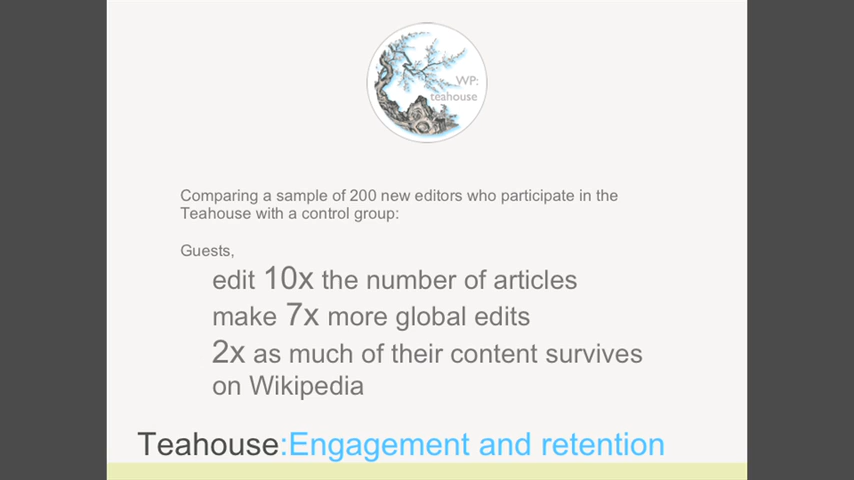 WP:
teahouse
Comparing a sample of 200 new editors who participate in the
Teahouse with a control group:
Guests,
edit 10x the number of articles
make 7x more global edits
2x as much of their content survives
on Wikipedia
Teahouse:Engagement and retention